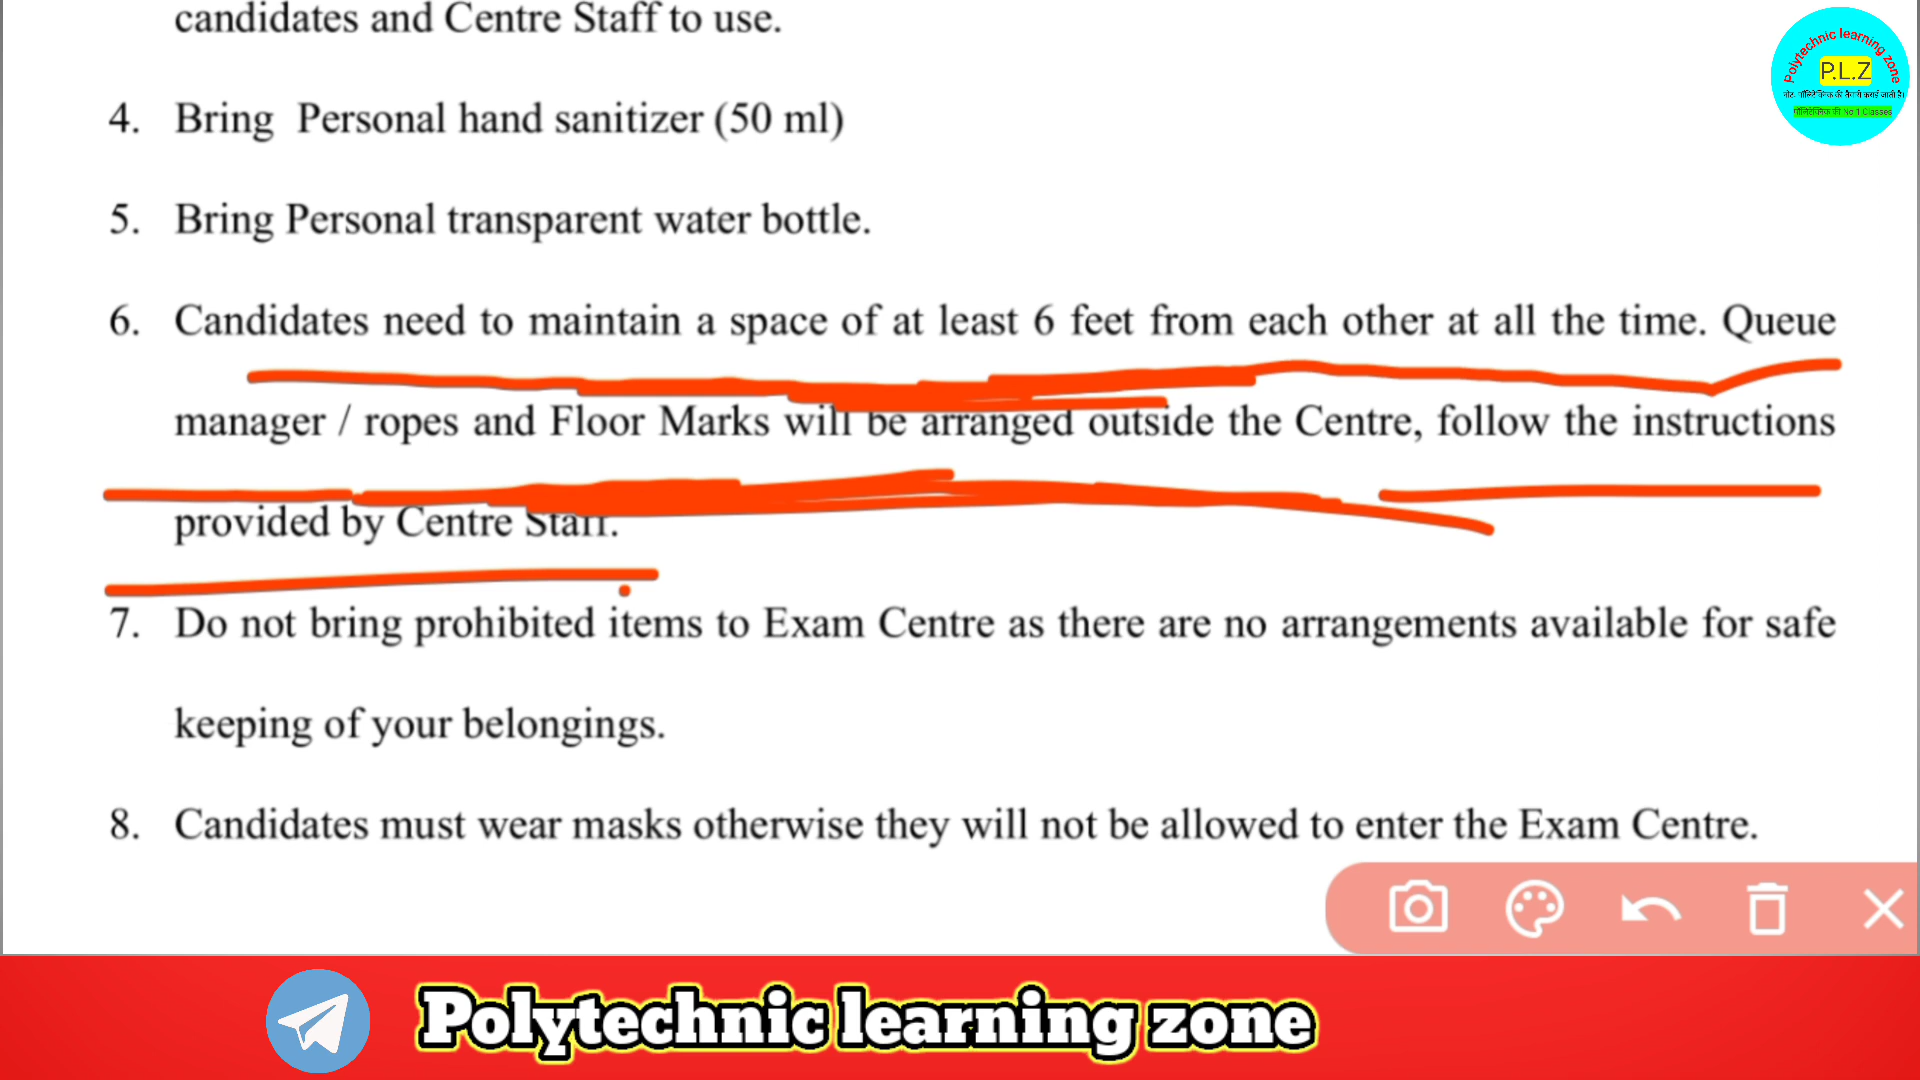 candidates and Centre Staff to use.
4. Bring Personal hand sanitizer (50 ml)
5. Bring Personal transparent water bottle.
6. Candidates need to maintain a space of at least 6 feet from each other at all the time. Queue
manager / ropes and Floor Marks will be arranged outside the Centre, follow the instructions
provided by Centre Staff.
7. Do not bring prohibited items to Exam Centre as there are no arrangements available for safe
keeping of your belongings.
8. Candidates must wear masks otherwise they will not be allowed to enter the Exam Centre.
Polytechnic learning zone
P.L.Z
नोट- पॉलिटेक्निक की तैयारी कराई जाती है।
पॉलिटेक्निक की No 1 Classes
Polytechnic learning zone